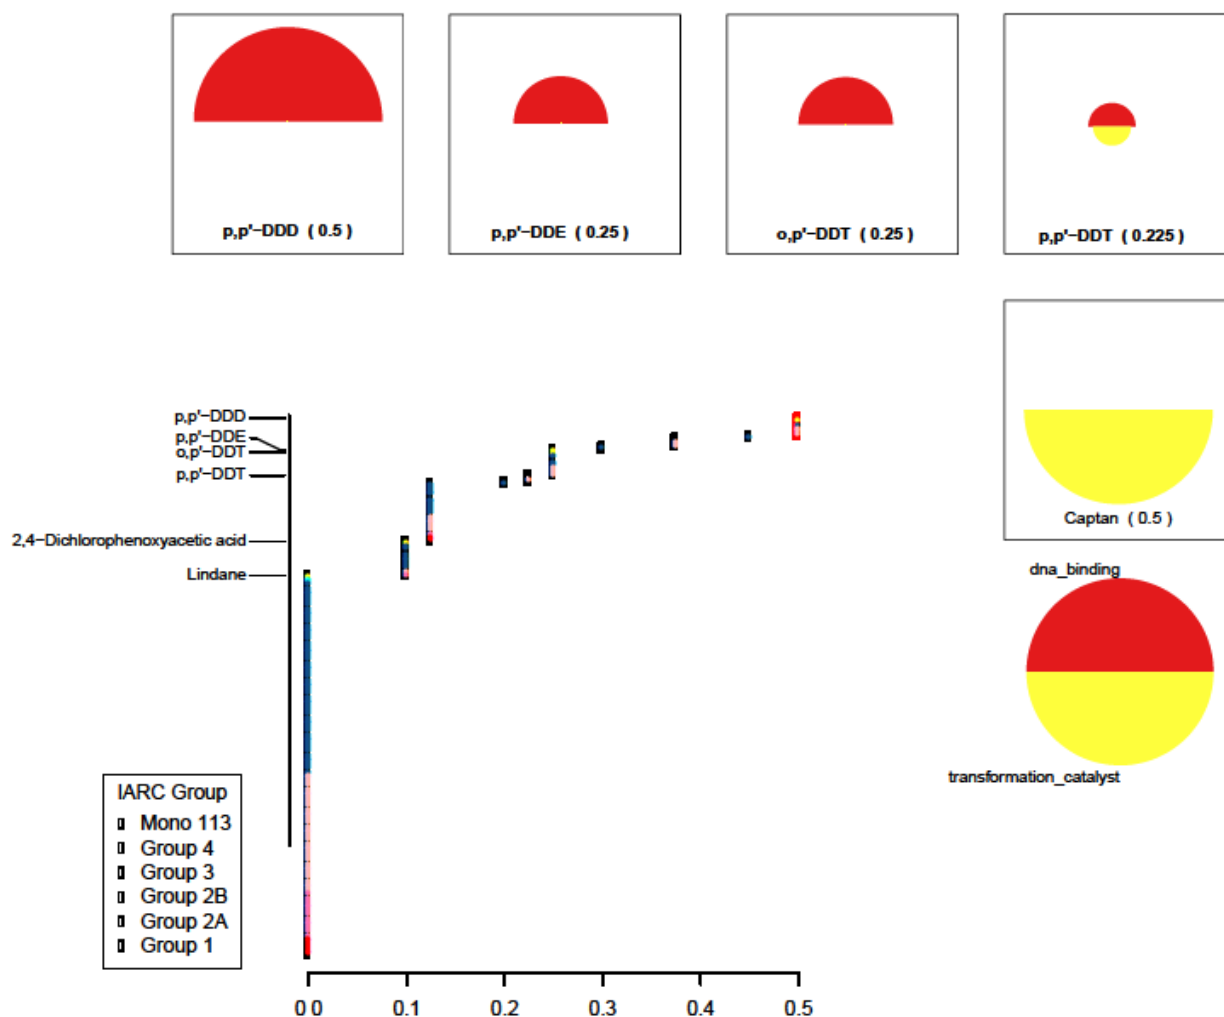 p,p'−DDD ( 0.5 )
p,p'−DDE ( 0.25 )
o,p'−DDT ( 0.25 )
p,p'−DDT ( 0.225 )
Captan ( 0.5 )
dna_binding
transformation_catalyst
p,p'−DDD
p,p'−DDE
o,p'−DDT
p,p'−DDT
2,4−Dichlorophenoxyacetic acid
Lindane
IARC Group
Mono 113
Group 4
Group 3
Group 2B
Group 2A
Group 1
0 0 0.1 0.2 0.3 0.4 0.5